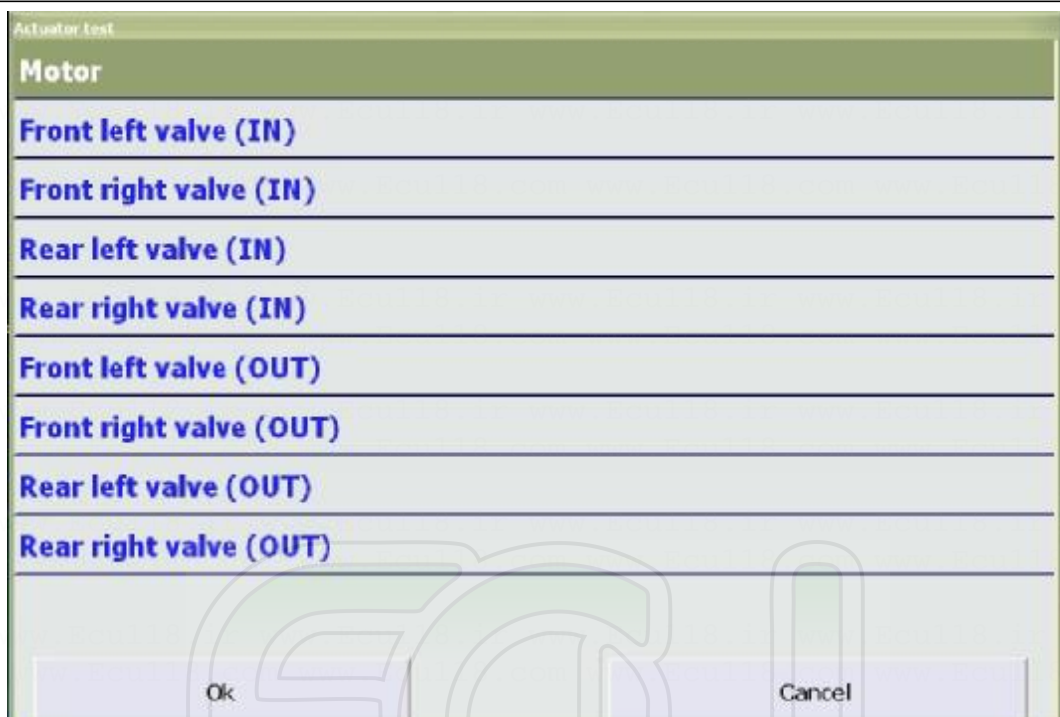 Actuator test
Motor
Front left valve (IN)
Front right valve (IN)
Rear left valve (IN)
Rear right valve (IN)
Front left valve (OUT)
Front right valve (OUT)
Rear left valve (OUT)
Rear right valve (OUT)
Ok
Cancel